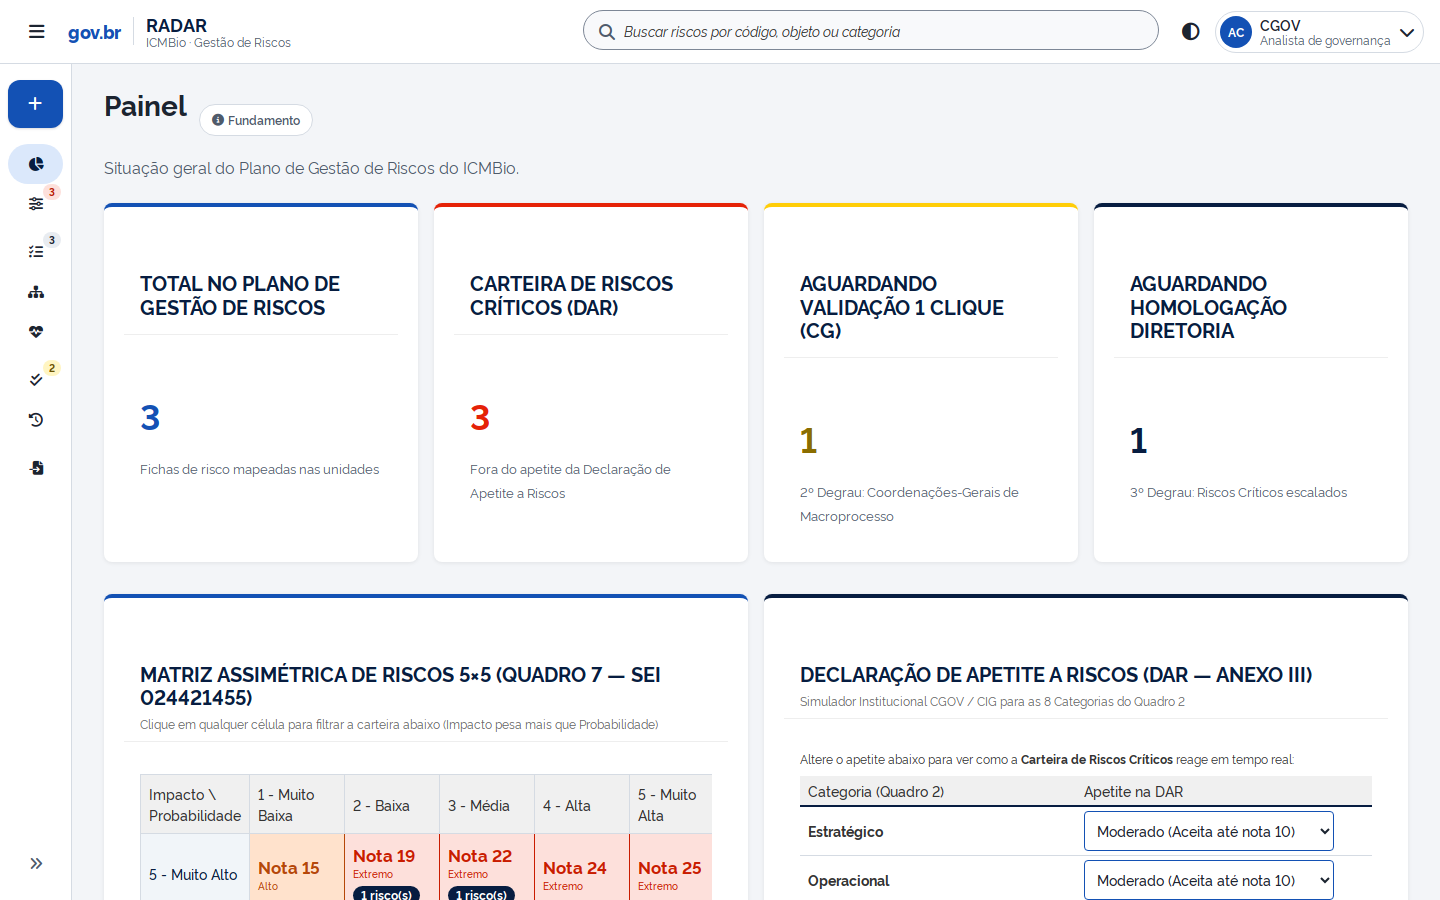 gov.br
RADAR
ICMBio · Gestão de Riscos
Buscar riscos por código, objeto ou categoria
AC
CGOV
Analista de governança
+
3
3
2
Painel
Fundamento
Situação geral do Plano de Gestão de Riscos do ICMBio.
TOTAL NO PLANO DE
GESTÃO DE RISCOS
3
Fichas de risco mapeadas nas unidades
CARTEIRA DE RISCOS
CRÍTICOS (DAR)
3
Fora do apetite da Declaração de
Apetite a Riscos
AGUARDANDO
VALIDAÇÃO 1 CLIQUE
(CG)
1
2º Degrau: Coordenações-Gerais de
Macroprocesso
AGUARDANDO
HOMOLOGAÇÃO
DIRETORIA
1
3º Degrau: Riscos Críticos escalados
MATRIZ ASSIMÉTRICA DE RISCOS 5×5 (QUADRO 7 — SEI
024421455)
Clique em qualquer célula para filtrar a carteira abaixo (Impacto pesa mais que Probabilidade)
Impacto \
Probabilidade
1 - Muito
Baixa
2 - Baixa
3 - Média
4 - Alta
5 - Muito
Alta
5 - Muito Alto
Nota 15
Alto
Nota 19
Extremo
1 risco(s)
Nota 22
Extremo
1 risco(s)
Nota 24
Extremo
Nota 25
Extremo
DECLARAÇÃO DE APETITE A RISCOS (DAR — ANEXO III)
Simulador Institucional CGOV / CIG para as 8 Categorias do Quadro 2
Altere o apetite abaixo para ver como a Carteira de Riscos Críticos reage em tempo real:
Categoria (Quadro 2)
Apetite na DAR
Estratégico
Moderado (Aceita até nota 10)
Operacional
Moderado (Aceita até nota 10)